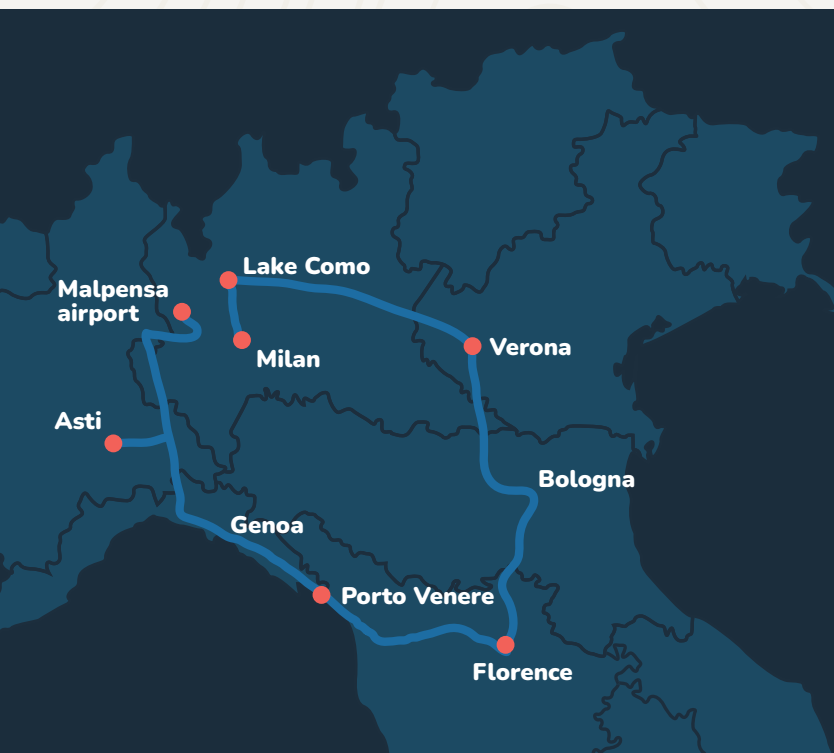 Lake Como
Malpensa
airport
Milan
Verona
Asti
Bologna
Genoa
Porto Venere
Florence